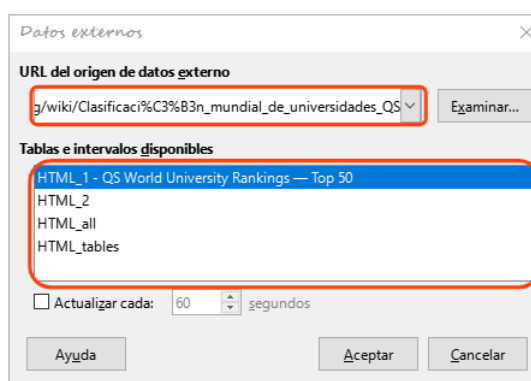 Datos externos
URL del origen de datos externo
g/wiki/Clasificaci%C3%B3n_mundial_de_universidades_QS
Examinar...
Tablas e intervalos disponibles
HTML_1 - QS World University Rankings — Top 50
HTML_2
HTML_all
HTML_tables
Actualizar cada: 60 segundos
Ayuda Aceptar Cancelar